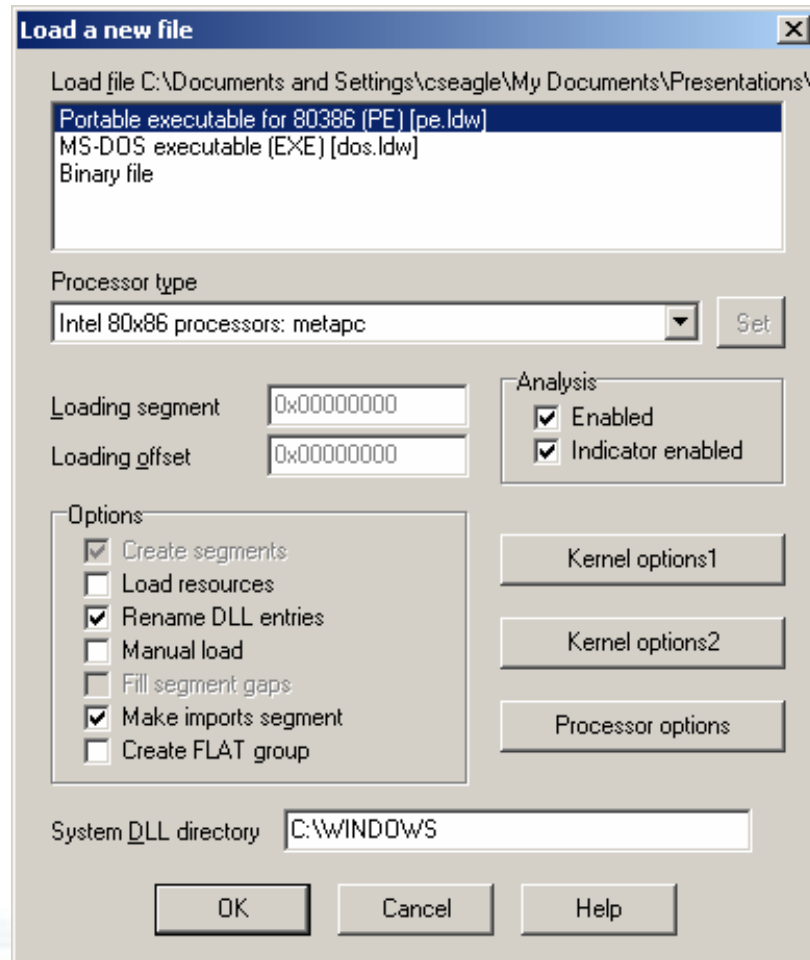 Load a new file
Load file C:\Documents and Settings\cseagle\My Documents\Presentations\
Portable executable for 80386 (PE) [pe.ldw]
MS-DOS executable (EXE) [dos.ldw]
Binary file
Processor type
Intel 80x86 processors: metapc
Set
Loading segment
0x00000000
Loading offset
0x00000000
Analysis
Enabled
Indicator enabled
Options
Create segments
Load resources
Rename DLL entries
Manual load
Fill segment gaps
Make imports segment
Create FLAT group
Kernel options1
Kernel options2
Processor options
System DLL directory
C:\WINDOWS
OK
Cancel
Help